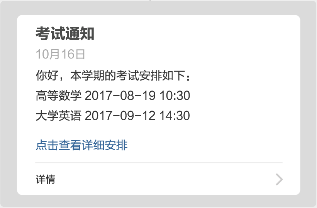 考试通知
10月16日
你好，本学期的考试安排如下：
高等数学 2017-08-19 10:30
大学英语 2017-09-12 14:30
点击查看详细安排
详情